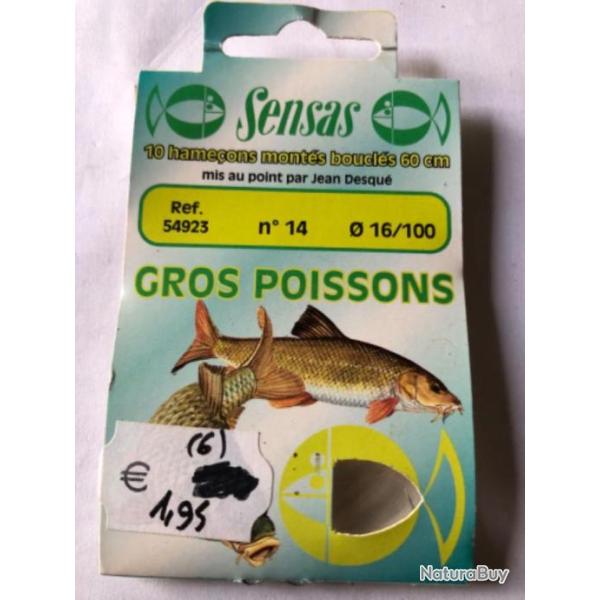 Sensas
10 hameçons montés bouclés 60 cm
mis au point par Jean Desqué
Ref.
54923
n° 14
Ø 16/100
GROS POISSONS
(6)
€
1,95
NaturaBuy